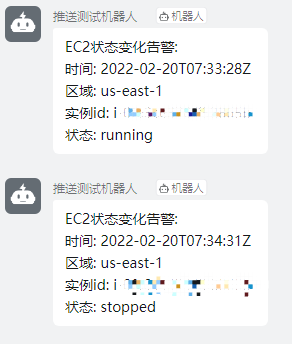 推送测试机器人 机器人
EC2状态变化告警:
时间: 2022-02-20T07:33:28Z
区域: us-east-1
实例id: i
状态: running
推送测试机器人 机器人
EC2状态变化告警:
时间: 2022-02-20T07:34:31Z
区域: us-east-1
实例id: i
状态: stopped